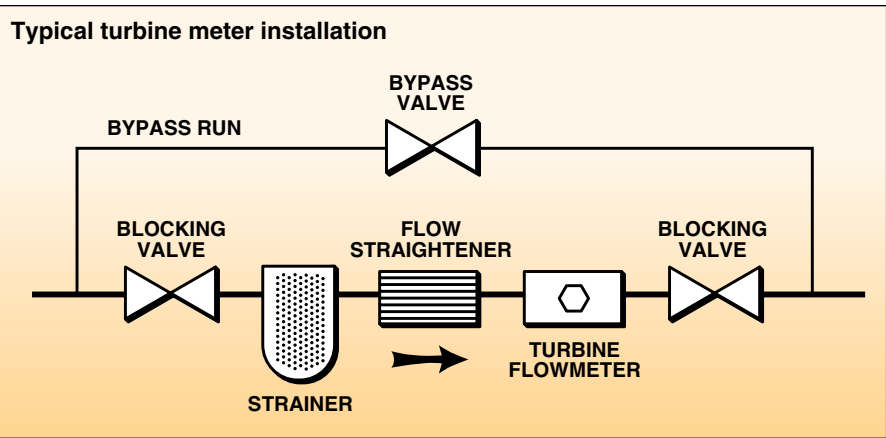 Typical turbine meter installation
BYPASS
VALVE
BYPASS RUN
BLOCKING
VALVE
FLOW
STRAIGHTENER
BLOCKING
VALVE
STRAINER
TURBINE
FLOWMETER